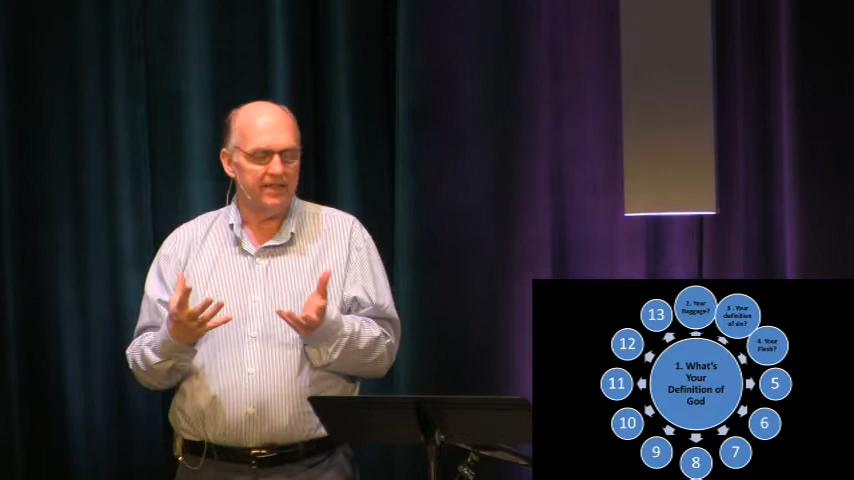 1. What's
Your
Definition of
God
2. Your
Baggage?
3 . Your
definition
of sin?
4. Your
Flesh?
5
6
7
8
9
10
11
12
13